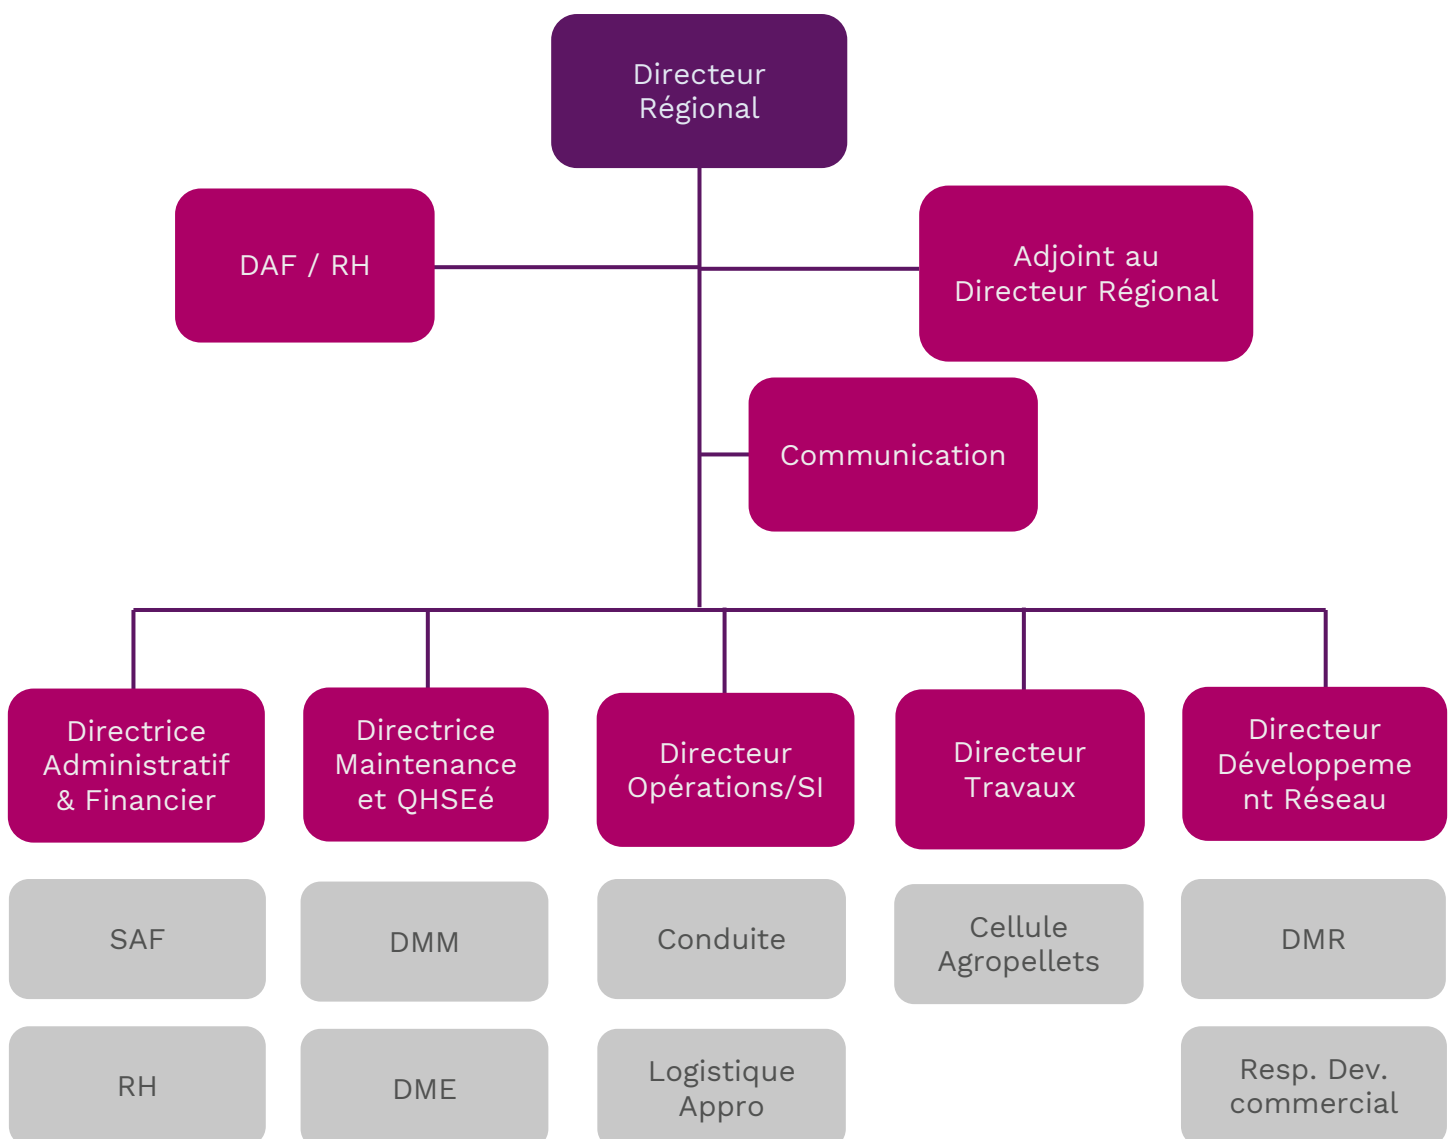 Directeur
Régional
DAF / RH
Adjoint au
Directeur Régional
Communication
Directrice
Administratif
& Financier
Directrice
Maintenance
et QHSEé
Directeur
Opérations/SI
Directeur
Travaux
Directeur
Développeme
nt Réseau
SAF
DMM
Conduite
Cellule
Agropellets
DMR
RH
DME
Logistique
Appro
Resp. Dev.
commercial